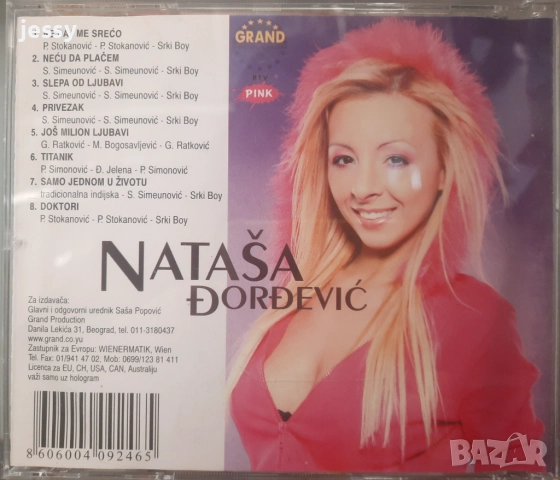 jessy
GRAND
RTV
PINK
ME SREĆO
P. Stokanović - P. Stokanović - Srki Boy
2. NEĆU DA PLAČEM
S. Simeunović - S. Simeunović - Srki Boy
3. SLEPA OD LJUBAVI
S. Simeunović - S. Simeunović - Srki Boy
4. PRIVEZAK
S. Simeunović - S. Simeunović - Srki Boy
5. JOŠ MILION LJUBAVI
G. Ratković - M. Bogosavljević - G. Ratković
6. TITANIK
P. Simonović - Đ. Jelena - P. Simonović
7. SAMO JEDNOM U ŽIVOTU
tradicionalna indijska - S. Simeunović - Srki Boy
8. DOKTORI
P. Stokanović - P. Stokanović - Srki Boy
NATAŠA
ĐORĐEVIĆ
Za izdavača:
Glavni i odgovorni urednik Saša Popović
Grand Production
Danila Lekića 31, Beograd, tel. 011-3180437
www.grand.co.yu
Zastupnik za Evropu: WIENERMATIK, Wien
Tel. Fax: 01/941 47 02, Mob: 0699/123 81 411
Licenca za EU, CH, USA, CAN, Australiju
važi samo uz hologram
8 606004 092465
BAZAR